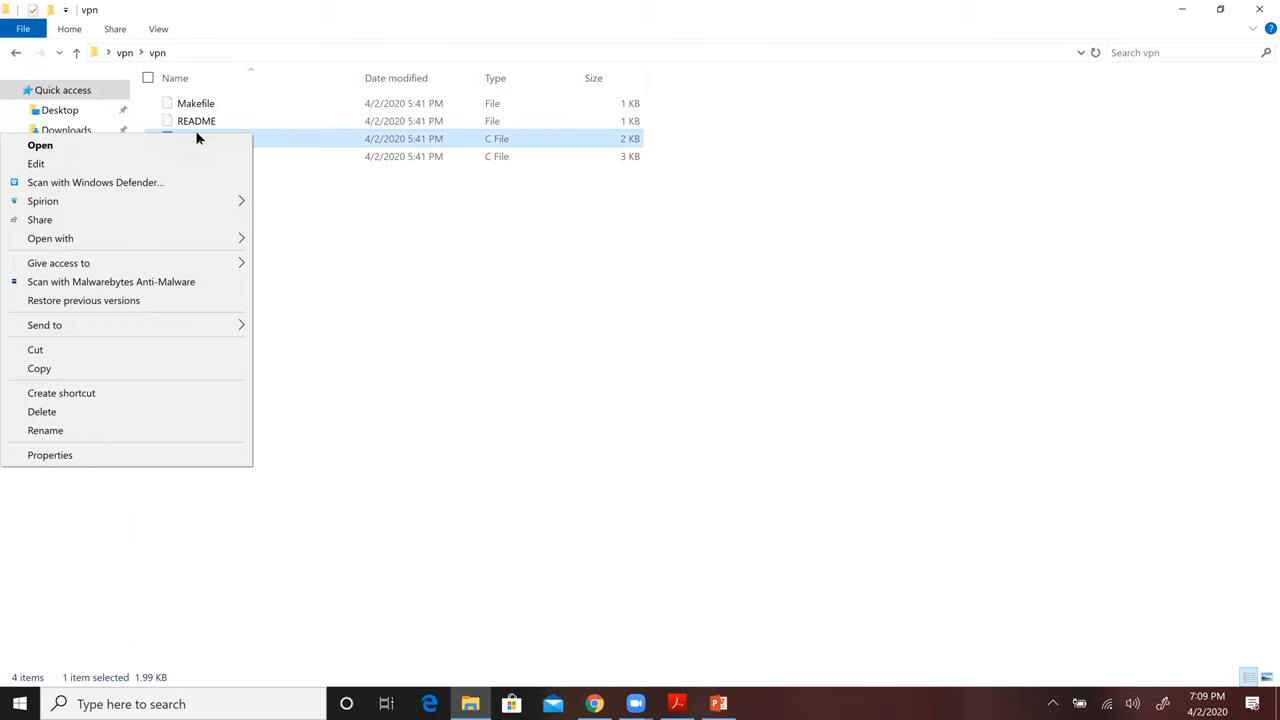 vpn
File
Home
Share
View
vpn
vpn
Search vpn
Name
Date modified
Type
Size
Quick access
Desktop
Downloads
Makefile
4/2/2020 5:41 PM
File
1 KB
README
4/2/2020 5:41 PM
File
1 KB
4/2/2020 5:41 PM
C File
2 KB
4/2/2020 5:41 PM
C File
3 KB
Open
Edit
Scan with Windows Defender...
Spirion
Share
Open with
Give access to
Scan with Malwarebytes Anti-Malware
Restore previous versions
Send to
Cut
Copy
Create shortcut
Delete
Rename
Properties
4 items
1 item selected 1.99 KB
Type here to search
7:09 PM
4/2/2020